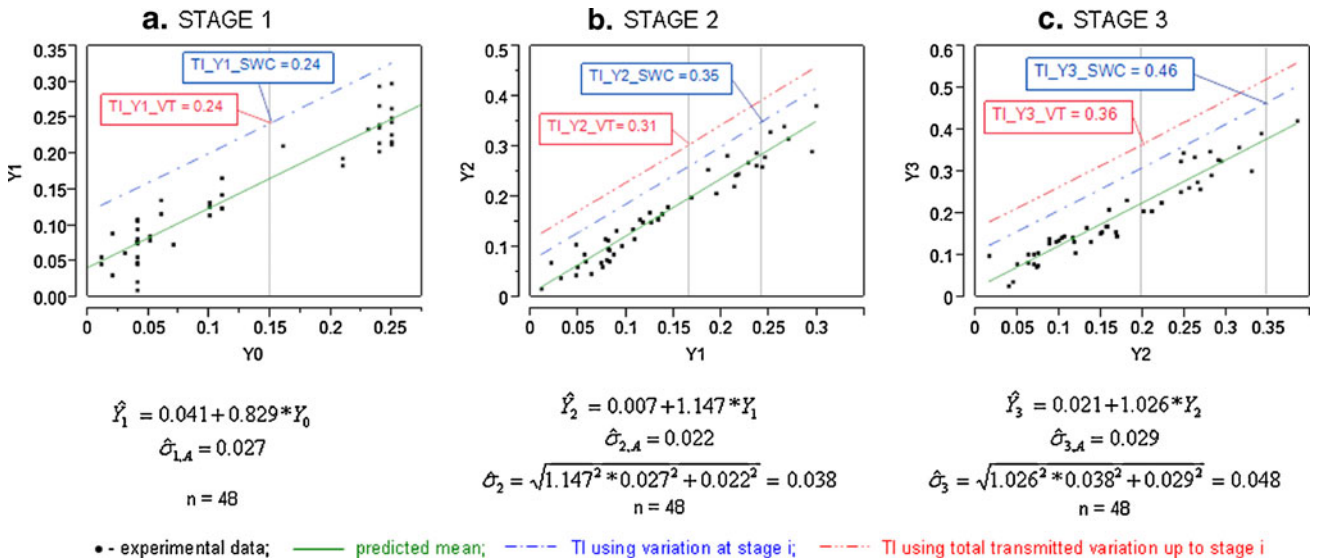 a. STAGE 1
b. STAGE 2
c. STAGE 3
0.35
0.30
0.25
0.20
0.15
0.10
0.05
0.00
Y1
TI_Y1_SWC = 0.24
TI_Y1_VT = 0.24
0 0.05 0.1 0.15 0.2 0.25
Y0
0.5
0.4
0.3
0.2
0.1
0
Y2
TI_Y2_SWC = 0.35
TI_Y2_VT= 0.31
0 0.05 0.1 0.15 0.2 0.25 0.3
Y1
0.6
0.5
0.4
0.3
0.2
0.1
0
Y3
TI_Y3_SWC = 0.46
TI_Y3_VT = 0.36
0 0.05 0.1 0.15 0.2 0.25 0.3 0.35
Y2
Ŷ₁ = 0.041+0.829*Y₀
σ̂₁,A = 0.027
n = 48
Ŷ₂ = 0.007+1.147*Y₁
σ̂₂,A = 0.022
σ̂₂ = √1.147²*0.027²+0.022² = 0.038
n = 48
Ŷ₃ = 0.021+1.026*Y₂
σ̂₃,A = 0.029
σ̂₃ = √1.026²*0.038²+0.029² = 0.048
n = 48
- experimental data; predicted mean; TI using variation at stage i; TI using total transmitted variation up to stage i